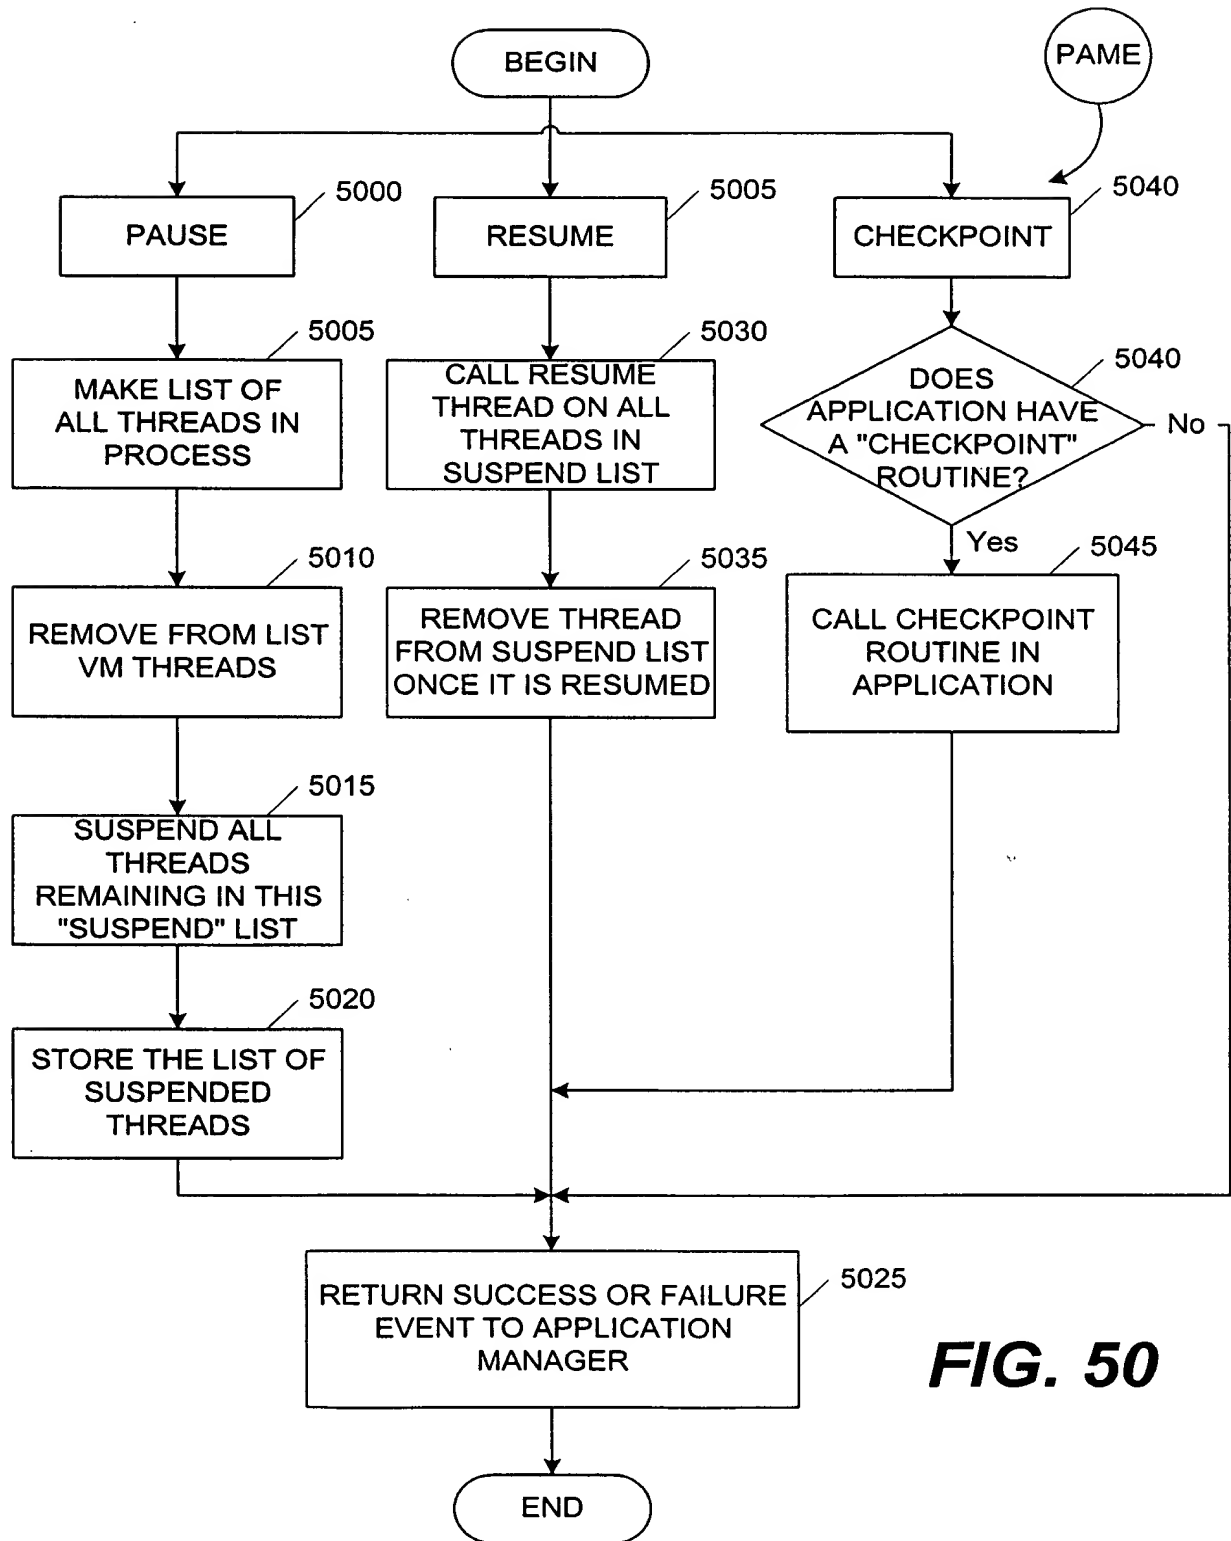 BEGIN
PAME
5000
PAUSE
5005
RESUME
5040
CHECKPOINT
5005
MAKE LIST OF
ALL THREADS IN
PROCESS
5030
CALL RESUME
THREAD ON ALL
THREADS IN
SUSPEND LIST
5040
DOES
APPLICATION HAVE
A "CHECKPOINT"
ROUTINE?
No
Yes
5010
REMOVE FROM LIST
VM THREADS
5035
REMOVE THREAD
FROM SUSPEND LIST
ONCE IT IS RESUMED
5045
CALL CHECKPOINT
ROUTINE IN
APPLICATION
5015
SUSPEND ALL
THREADS
REMAINING IN THIS
"SUSPEND" LIST
5020
STORE THE LIST OF
SUSPENDED
THREADS
5025
RETURN SUCCESS OR FAILURE
EVENT TO APPLICATION
MANAGER
FIG. 50
END